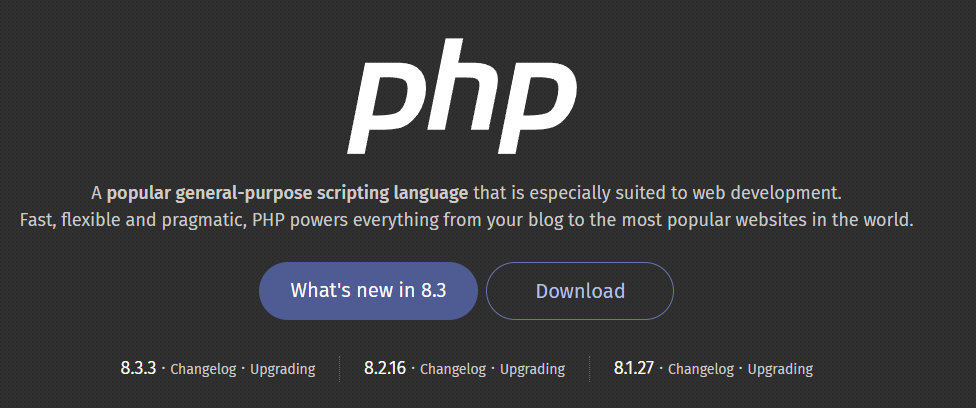 php
A popular general-purpose scripting language that is especially suited to web development.
Fast, flexible and pragmatic, PHP powers everything from your blog to the most popular websites in the world.
What's new in 8.3
Download
8.3.3 · Changelog · Upgrading
8.2.16 · Changelog · Upgrading
8.1.27 · Changelog · Upgrading